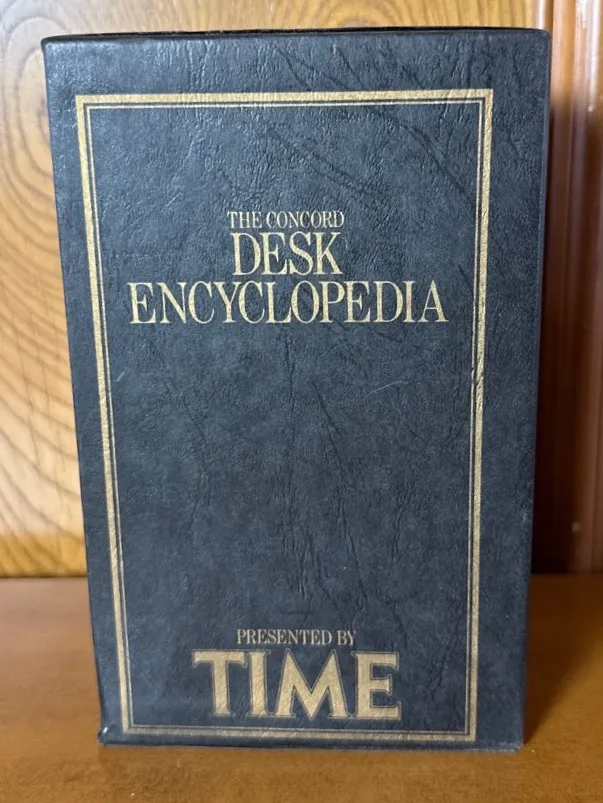 THE CONCORD
DESK
ENCYCLOPEDIA
PRESENTED BY
TIME